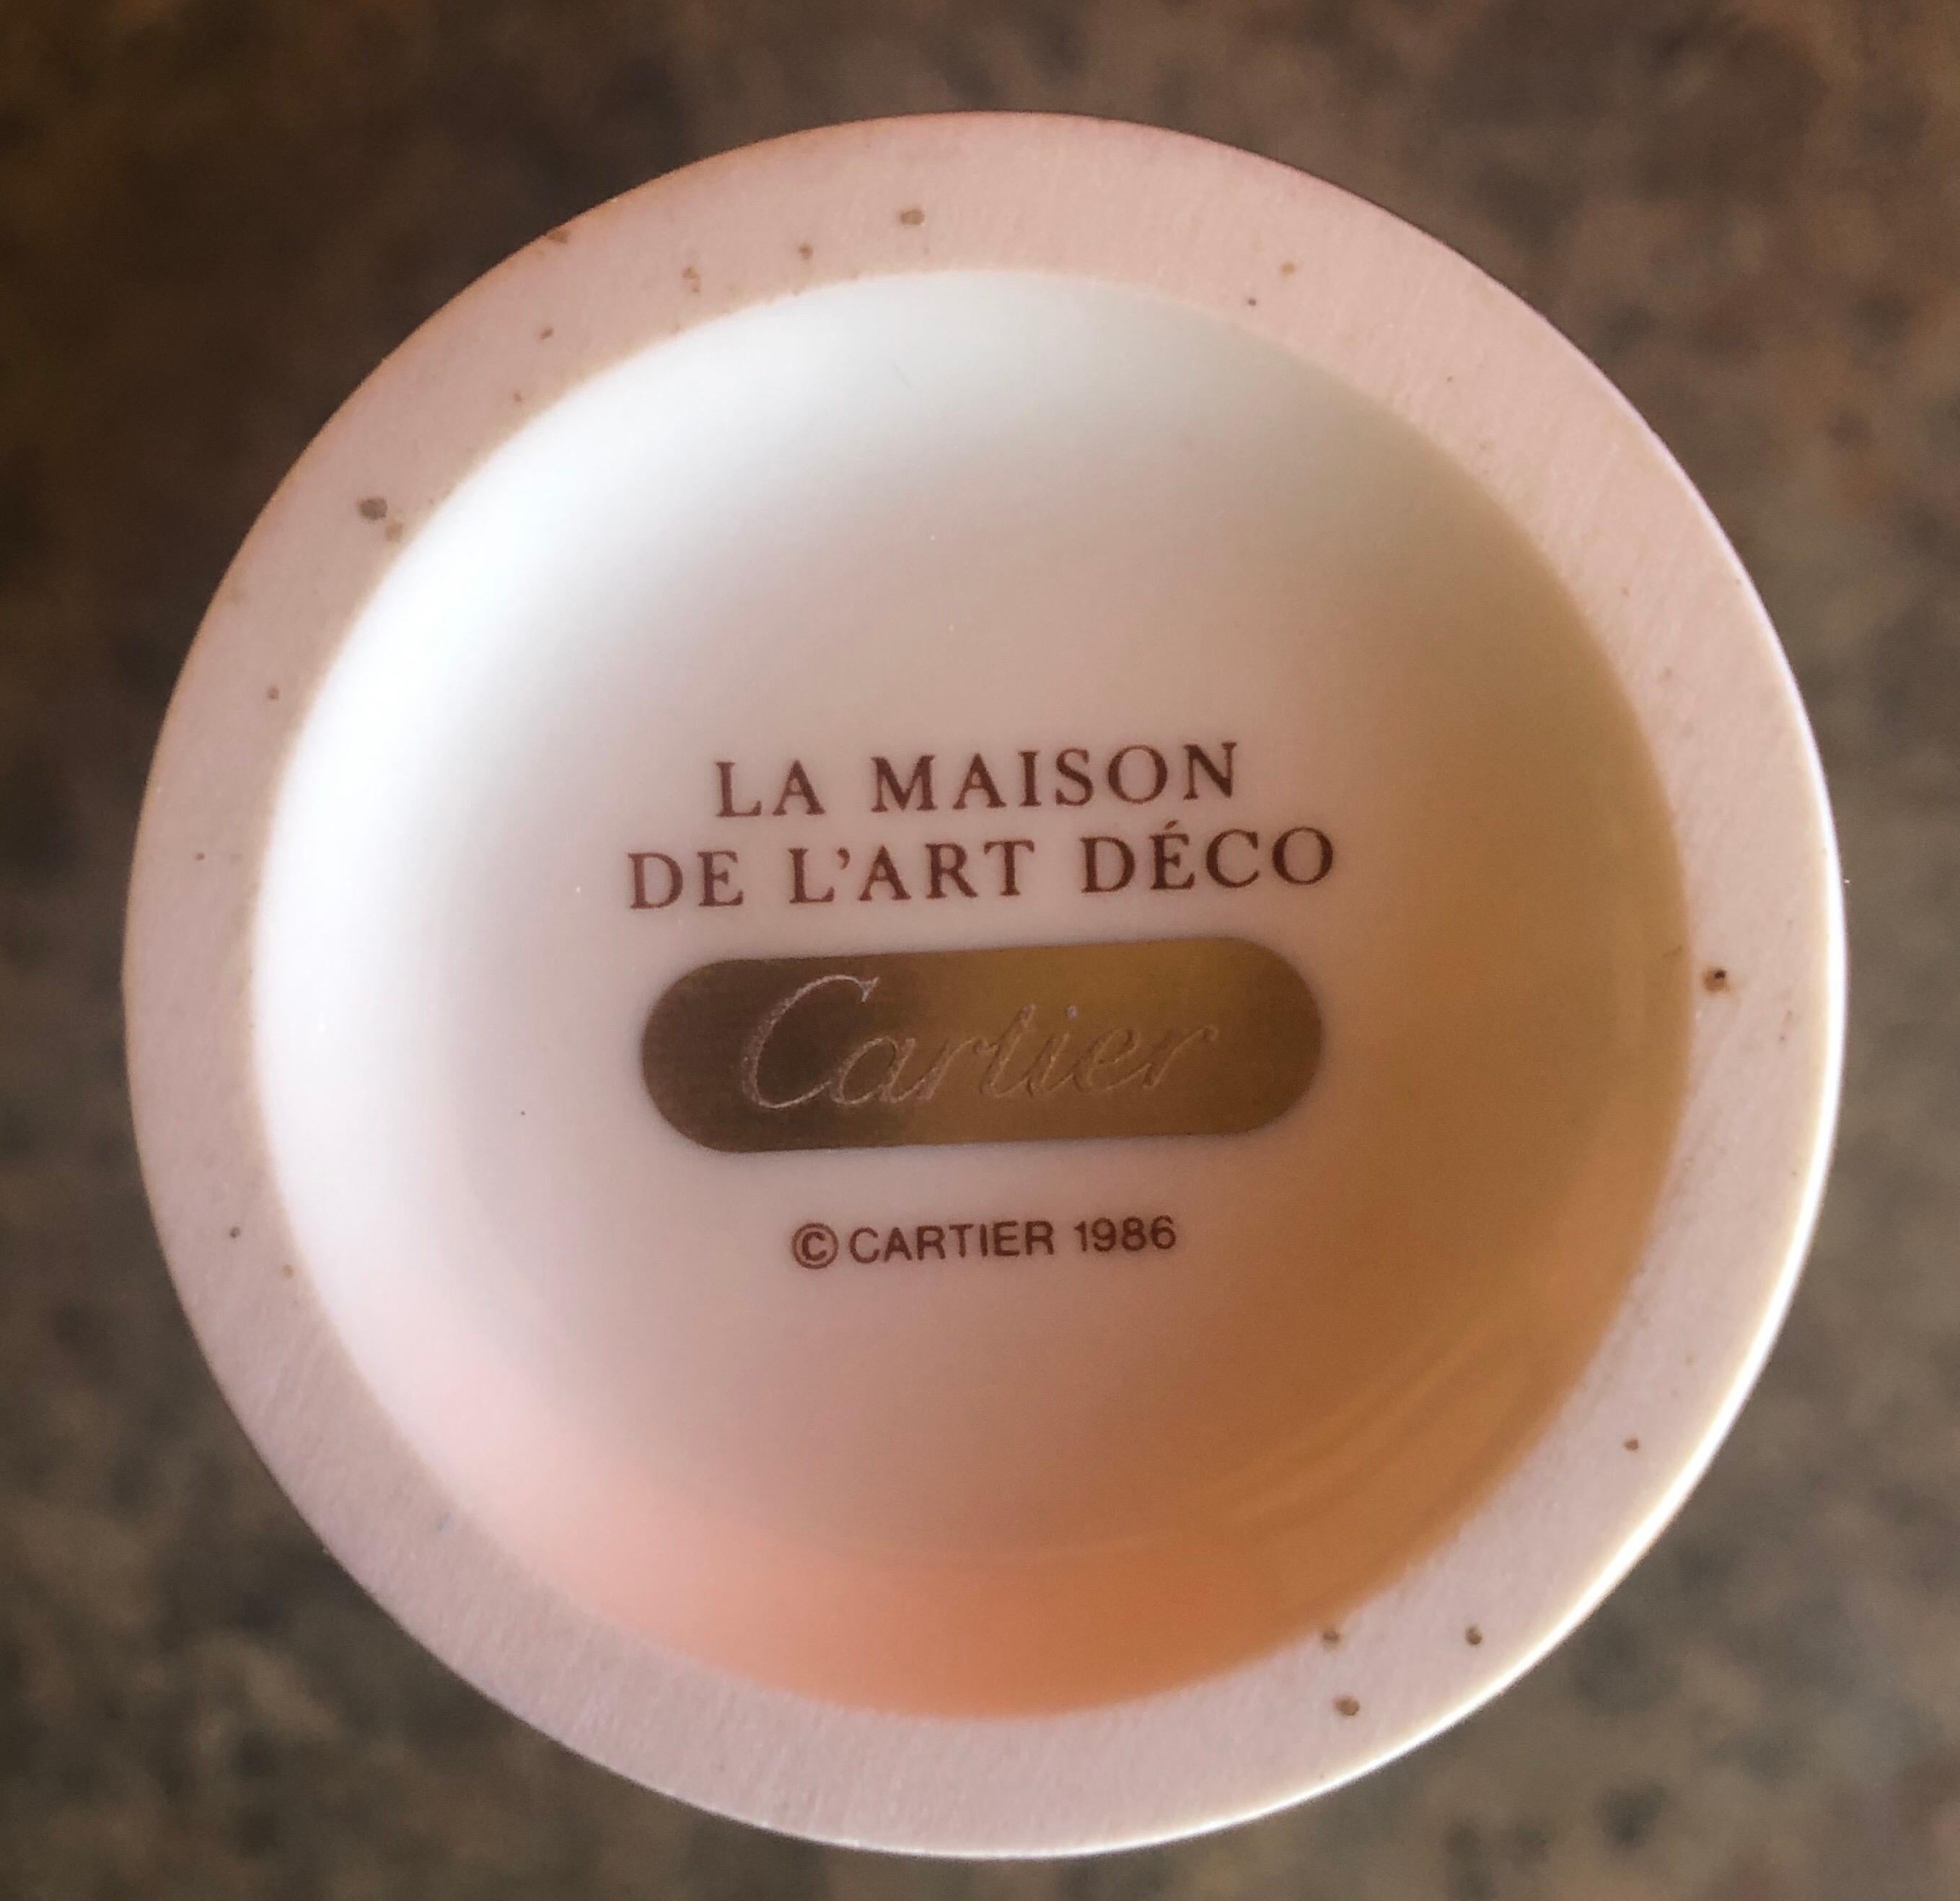 LA MAISON
DE L'ART DÉCO
Cartier
©CARTIER 1986